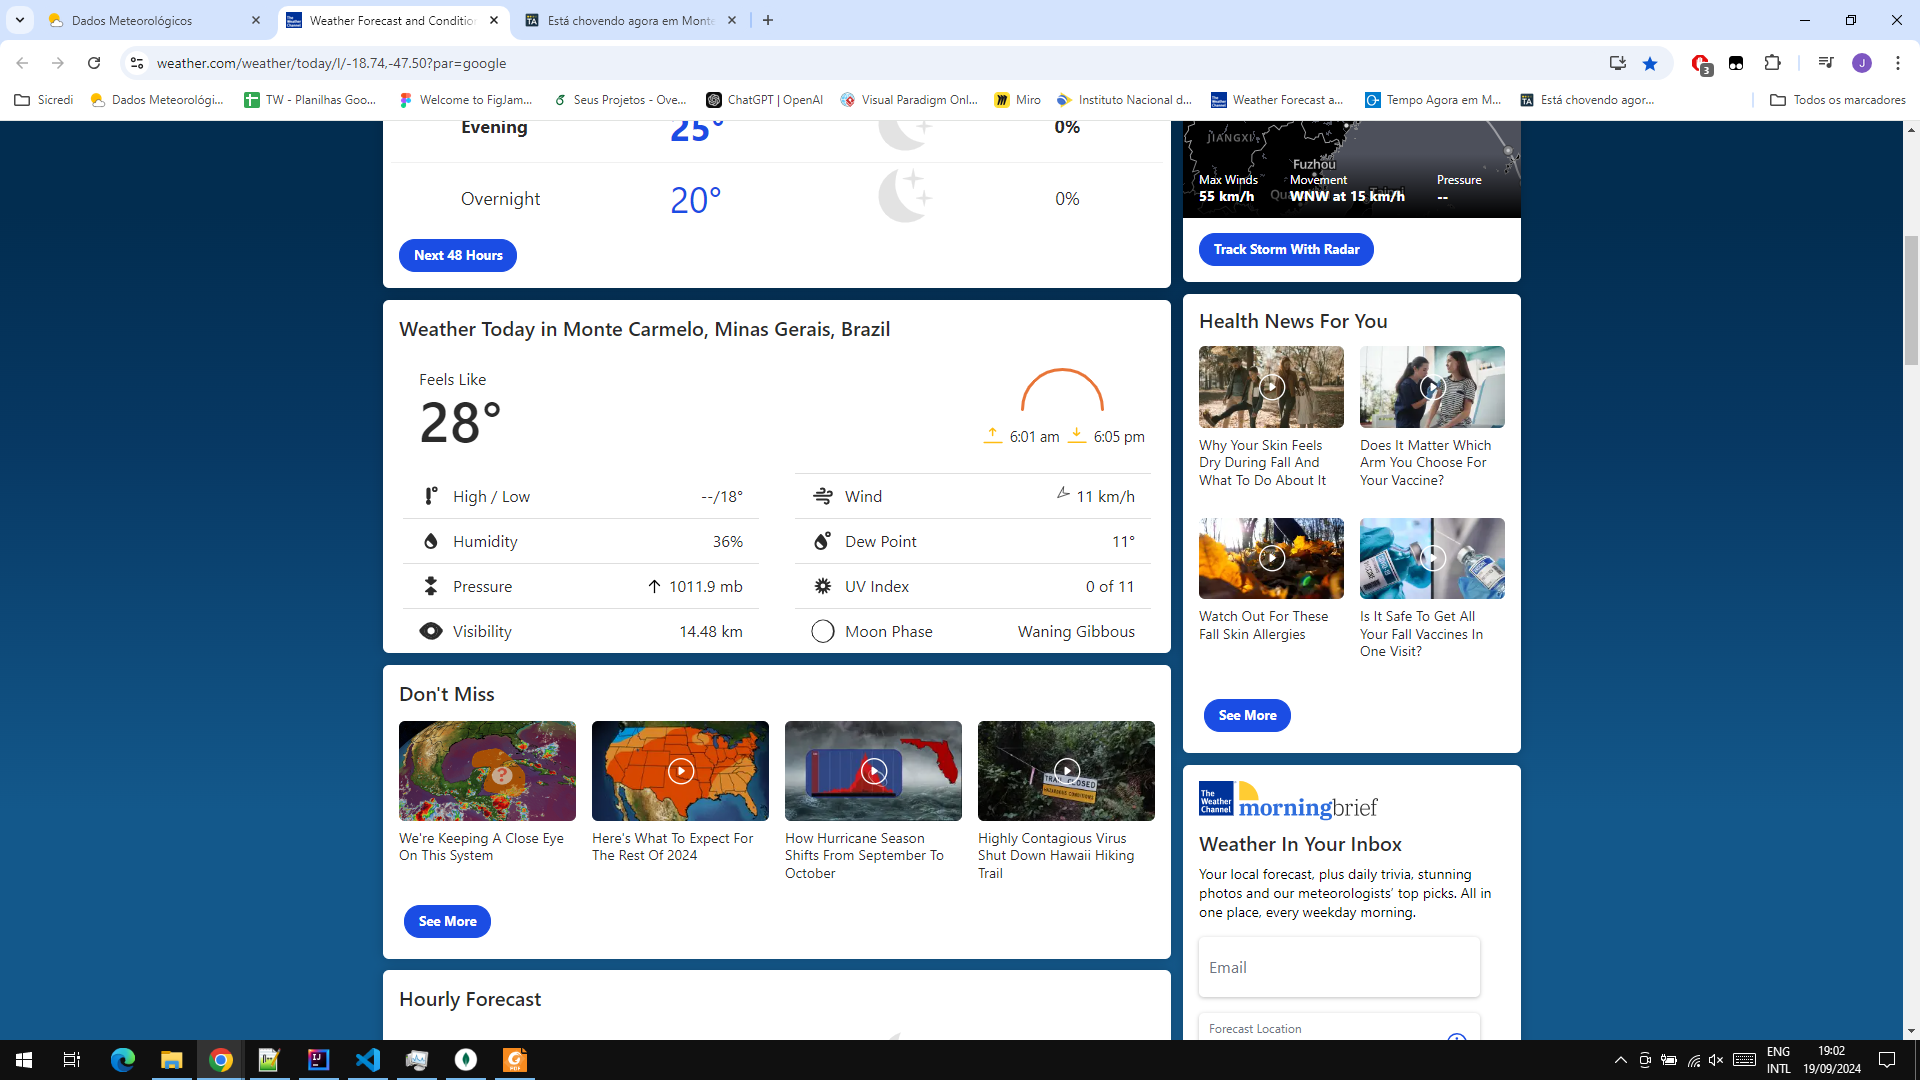 Dados Meteorológicos
Weather Forecast and Condition
Está chovendo agora em Monte
weather.com/weather/today/l/-18.74,-47.50?par=google
3
J
Sicredi
Dados Meteorológi...
TW - Planilhas Goo...
Welcome to FigJam...
Seus Projetos - Ove...
ChatGPT | OpenAI
Visual Paradigm Onl...
Miro
Instituto Nacional d...
Weather Forecast a...
Tempo Agora em M...
Está chovendo agor...
Todos os marcadores
Evening
25°
0%
Overnight
20°
0%
Next 48 Hours
JIANGXI
Fuzhou
Max Winds
Movement
Pressure
55 km/h
WNW at 15 km/h
--
Track Storm With Radar
Weather Today in Monte Carmelo, Minas Gerais, Brazil
Feels Like
28°
6:01 am
6:05 pm
High / Low
--/18°
Wind
11 km/h
Humidity
36%
Dew Point
11°
Pressure
1011.9 mb
UV Index
0 of 11
Visibility
14.48 km
Moon Phase
Waning Gibbous
Health News For You
Why Your Skin Feels
Dry During Fall And
What To Do About It
Does It Matter Which
Arm You Choose For
Your Vaccine?
Watch Out For These
Fall Skin Allergies
Is It Safe To Get All
Your Fall Vaccines In
One Visit?
See More
Don't Miss
?
TRAIL CLOSED
HAZARDOUS CONDITIONS
We're Keeping A Close Eye
On This System
Here's What To Expect For
The Rest Of 2024
How Hurricane Season
Shifts From September To
October
Highly Contagious Virus
Shut Down Hawaii Hiking
Trail
See More
The
Weather
Channel
morningbrief
Weather In Your Inbox
Your local forecast, plus daily trivia, stunning
photos and our meteorologists’ top picks. All in
one place, every weekday morning.
Email
Forecast Location
Hourly Forecast
ENG
INTL
19:02
19/09/2024